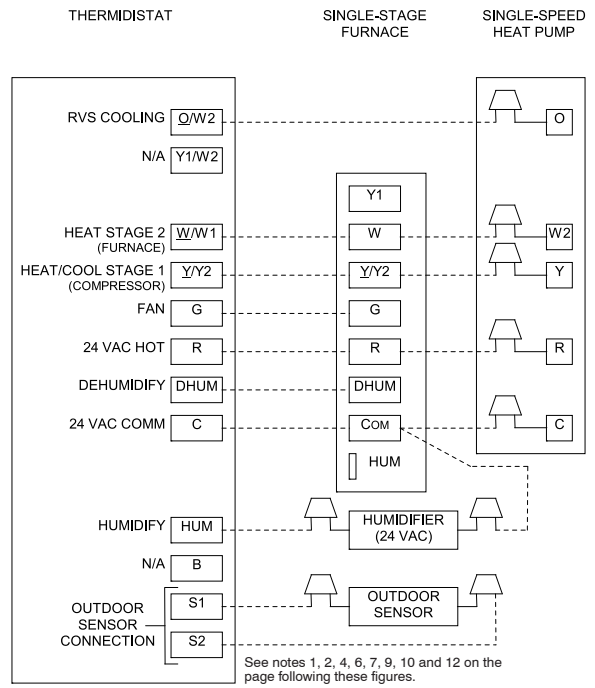 THERMIDISTAT
SINGLE-STAGE
FURNACE
SINGLE-SPEED
HEAT PUMP
RVS COOLING O/W2
O
N/A Y1/W2
Y1
HEAT STAGE 2
(FURNACE)
W/W1
W
W2
HEAT/COOL STAGE 1
(COMPRESSOR)
Y/Y2
Y/Y2
Y
FAN G
G
24 VAC HOT R
R
R
DEHUMIDIFY DHUM
DHUM
24 VAC COMM C
COM
C
HUM
HUMIDIFY HUM
HUMIDIFIER
(24 VAC)
N/A B
OUTDOOR
SENSOR
CONNECTION
S1
S2
OUTDOOR
SENSOR
See notes 1, 2, 4, 6, 7, 9, 10 and 12 on the
page following these figures.